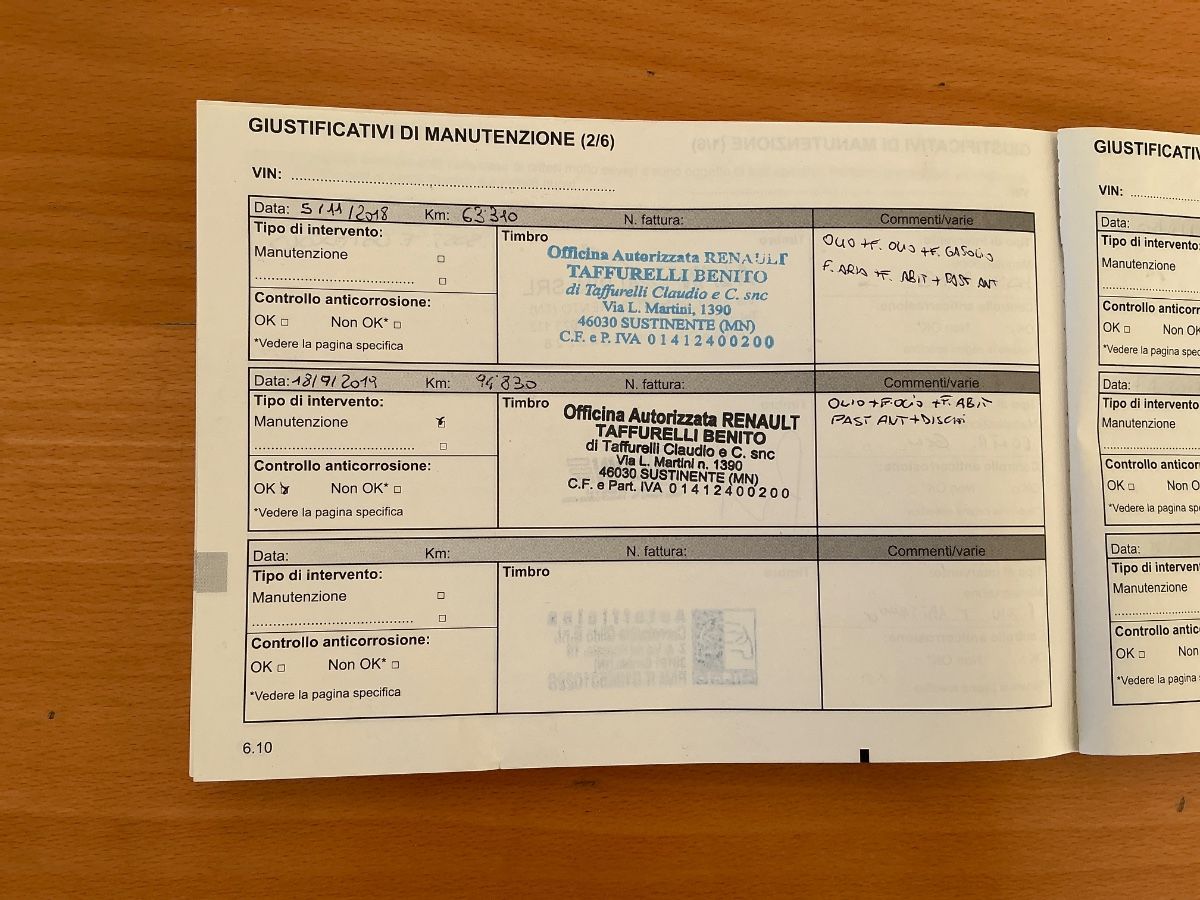 GIUSTIFICATIVI DI MANUTENZIONE (2/6)
VIN:
Data: 5/11/2018 Km: 63310 N. fattura: Commenti/varie
Tipo di intervento:
Manutenzione
Controllo anticorrosione:
OK Non OK*
*Vedere la pagina specifica
Timbro
Officina Autorizzata RENAULT
TAFFURELLI BENITO
di Taffurelli Claudio e C. snc
Via L. Martini, 1390
46030 SUSTINENTE (MN)
C.F. e P. IVA 01412400200
OLIO + F. OLIO + F. GASOLIO
F. ARIA + F. ABIT + PAST ANT
Data: 18/9/2019 Km: 94830 N. fattura: Commenti/varie
Tipo di intervento:
Manutenzione
Controllo anticorrosione:
OK Non OK*
*Vedere la pagina specifica
Timbro
Officina Autorizzata RENAULT
TAFFURELLI BENITO
di Taffurelli Claudio e C. snc
Via L. Martini n. 1390
46030 SUSTINENTE (MN)
C.F. e Part. IVA 01412400200
OLIO + F. OLIO + F. ABIT
PAST ANT + DISCHI
Data: Km: N. fattura: Commenti/varie
Tipo di intervento:
Manutenzione
Controllo anticorrosione:
OK Non OK*
*Vedere la pagina specifica
Timbro
6.10
GIUSTIFICATIV
VIN:
Data:
Tipo di intervento
Manutenzione
Controllo anticorr
OK Non OK
*Vedere la pagina spec
Data:
Tipo di intervento
Manutenzione
Controllo anticorr
OK Non O
*Vedere la pagina spe
Data:
Tipo di intervent
Manutenzione
Controllo antico
OK Non
*Vedere la pagina s